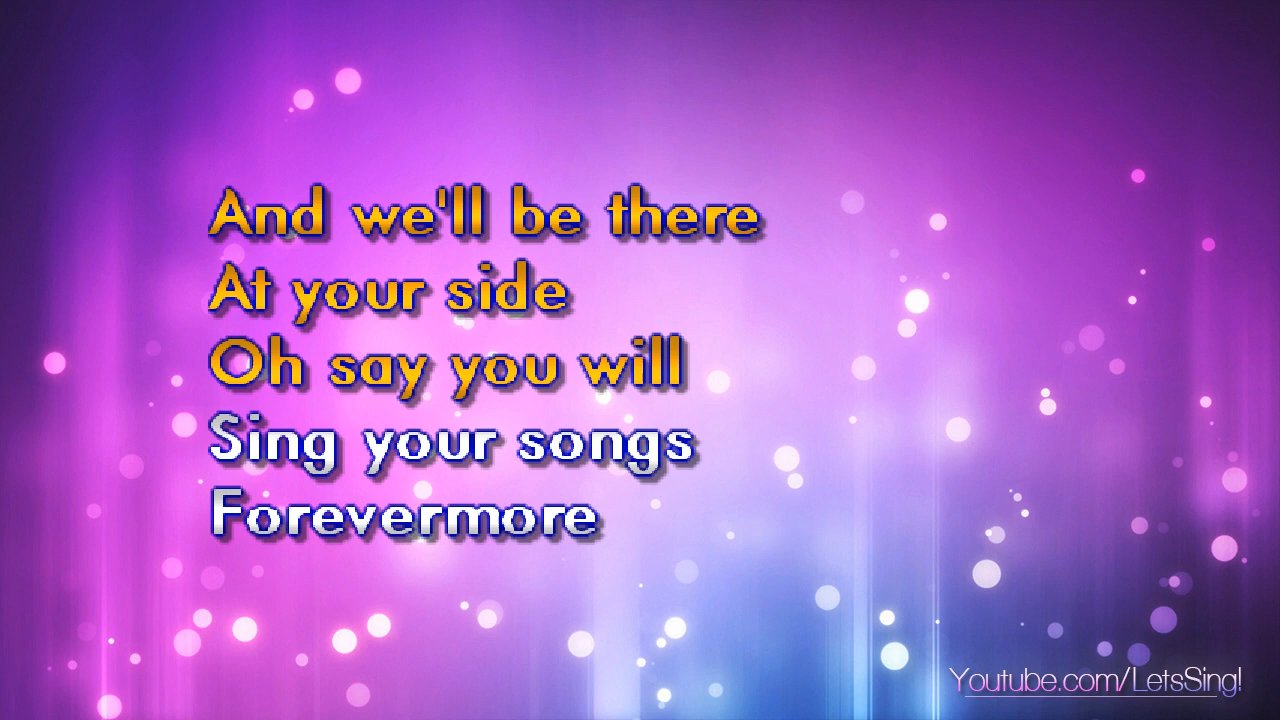 And we'll be there
At your side
Oh say you will
Sing your songs
Forevermore
Youtube.com/LetsSing!